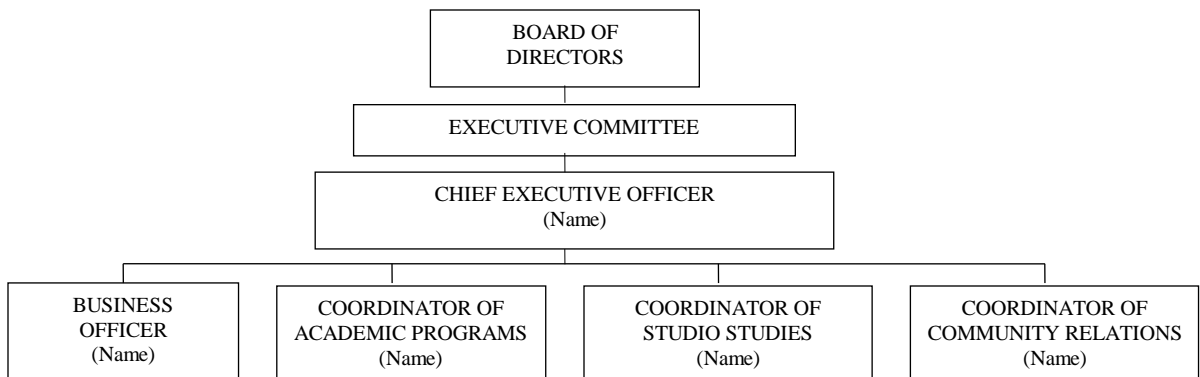 BOARD OF
DIRECTORS
EXECUTIVE COMMITTEE
CHIEF EXECUTIVE OFFICER
(Name)
BUSINESS
OFFICER
(Name)
COORDINATOR OF
ACADEMIC PROGRAMS
(Name)
COORDINATOR OF
STUDIO STUDIES
(Name)
COORDINATOR OF
COMMUNITY RELATIONS
(Name)